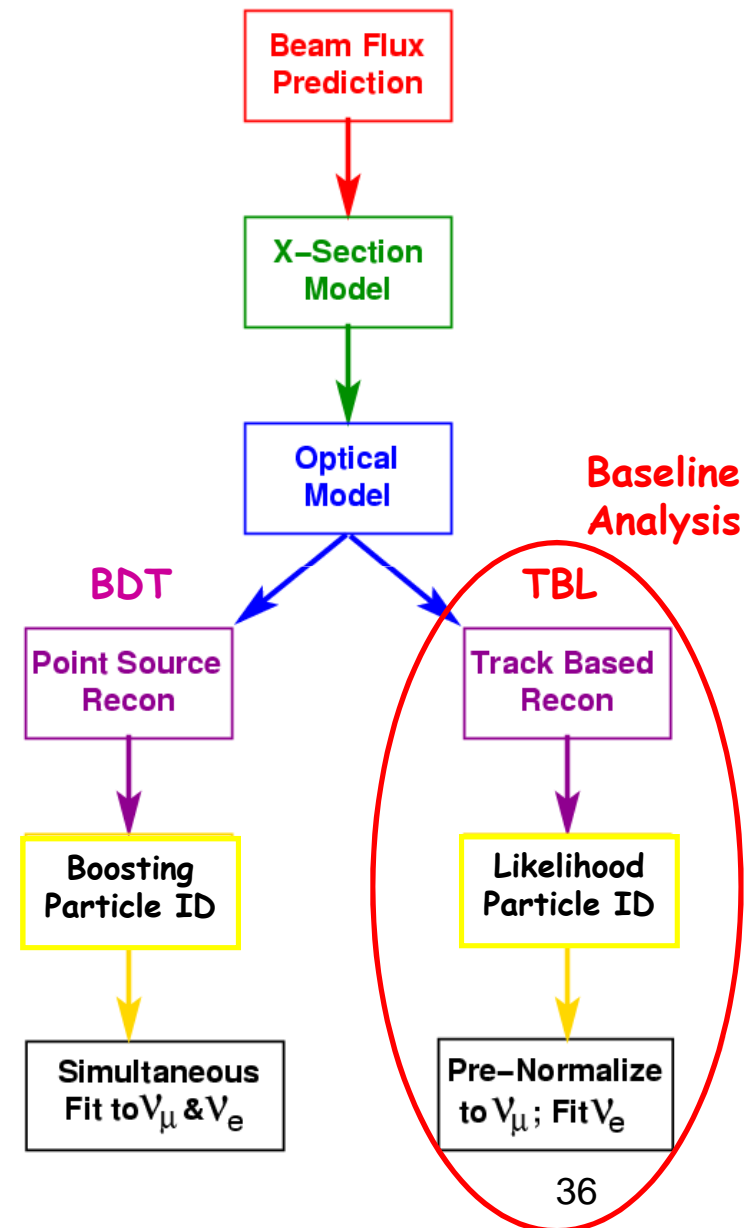 Beam Flux
Prediction
X-Section
Model
Optical
Model
Baseline
Analysis
BDT
TBL
Point Source
Recon
Track Based
Recon
Boosting
Particle ID
Likelihood
Particle ID
Simultaneous
Fit to νμ & νe
Pre-Normalize
to νμ ; Fit νe
36